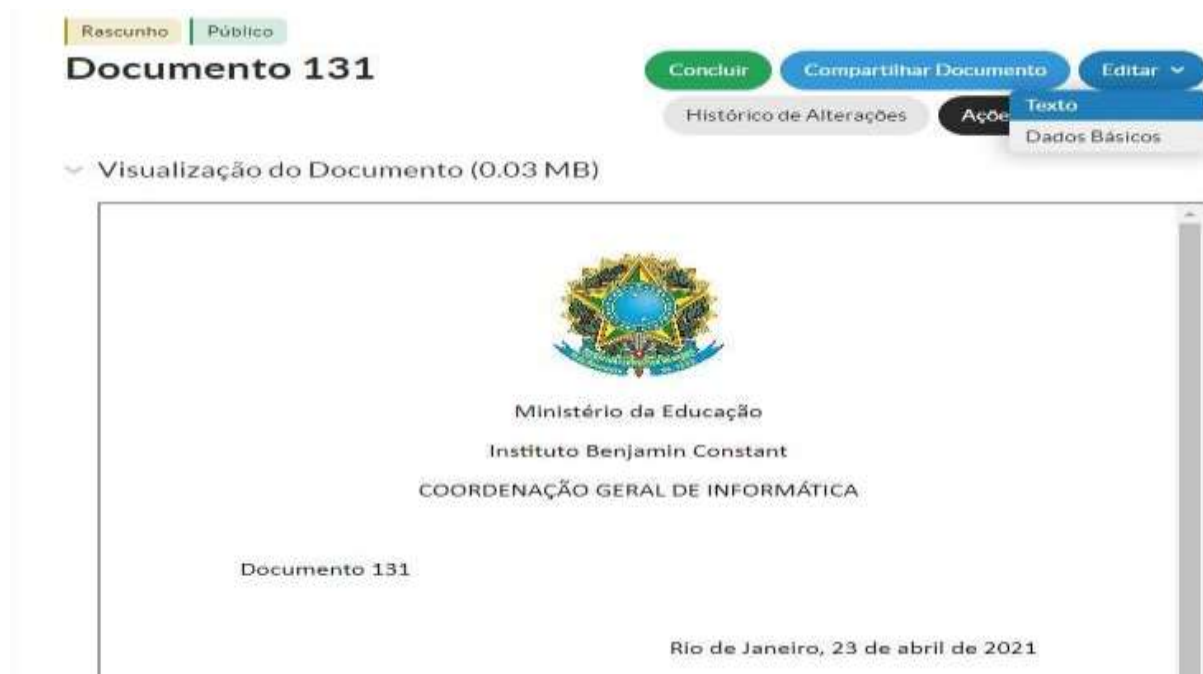 Rascunho Público
Documento 131
Concluir Compartilhar Documento Editar
Histórico de Alterações Açõe
Texto
Dados Básicos
Visualização do Documento (0.03 MB)
Ministério da Educação
Instituto Benjamin Constant
COORDENAÇÃO GERAL DE INFORMÁTICA
Documento 131
Rio de Janeiro, 23 de abril de 2021